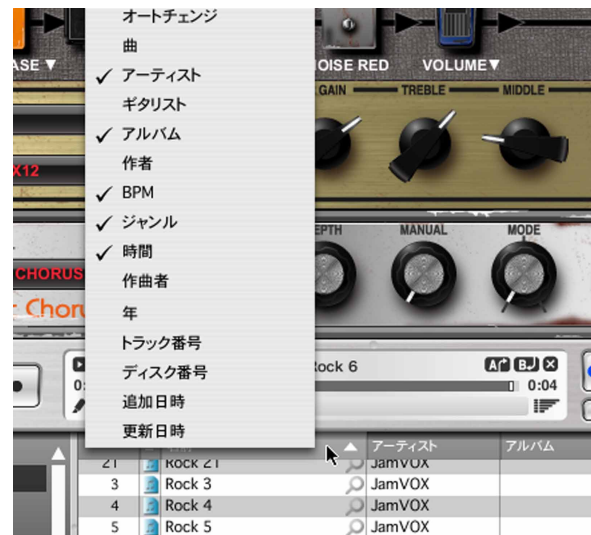 オートチェンジ
曲
✓ アーティスト
ギタリスト
✓ アルバム
作者
✓ BPM
✓ ジャンル
✓ 時間
作曲者
年
トラック番号
ディスク番号
追加日時
更新日時
ASE ▼
OISE RED VOLUME▼
GAIN TREBLE MIDDLE
X12
EPTH MANUAL MODE
CHORUS
Chor
Rock 6
0:04
アーティスト アルバム
21 Rock 21 JamVOX
3 Rock 3 JamVOX
4 Rock 4 JamVOX
5 Rock 5 JamVOX